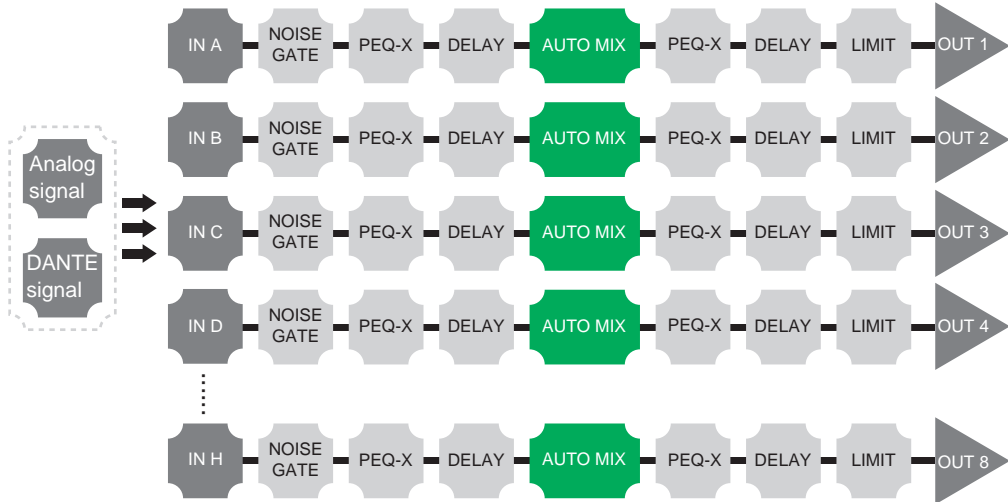 IN A
NOISE
GATE
PEQ-X
DELAY
AUTO MIX
PEQ-X
DELAY
LIMIT
OUT 1
IN B
NOISE
GATE
PEQ-X
DELAY
AUTO MIX
PEQ-X
DELAY
LIMIT
OUT 2
Analog
signal
IN C
NOISE
GATE
PEQ-X
DELAY
AUTO MIX
PEQ-X
DELAY
LIMIT
OUT 3
DANTE
signal
IN D
NOISE
GATE
PEQ-X
DELAY
AUTO MIX
PEQ-X
DELAY
LIMIT
OUT 4
IN H
NOISE
GATE
PEQ-X
DELAY
AUTO MIX
PEQ-X
DELAY
LIMIT
OUT 8